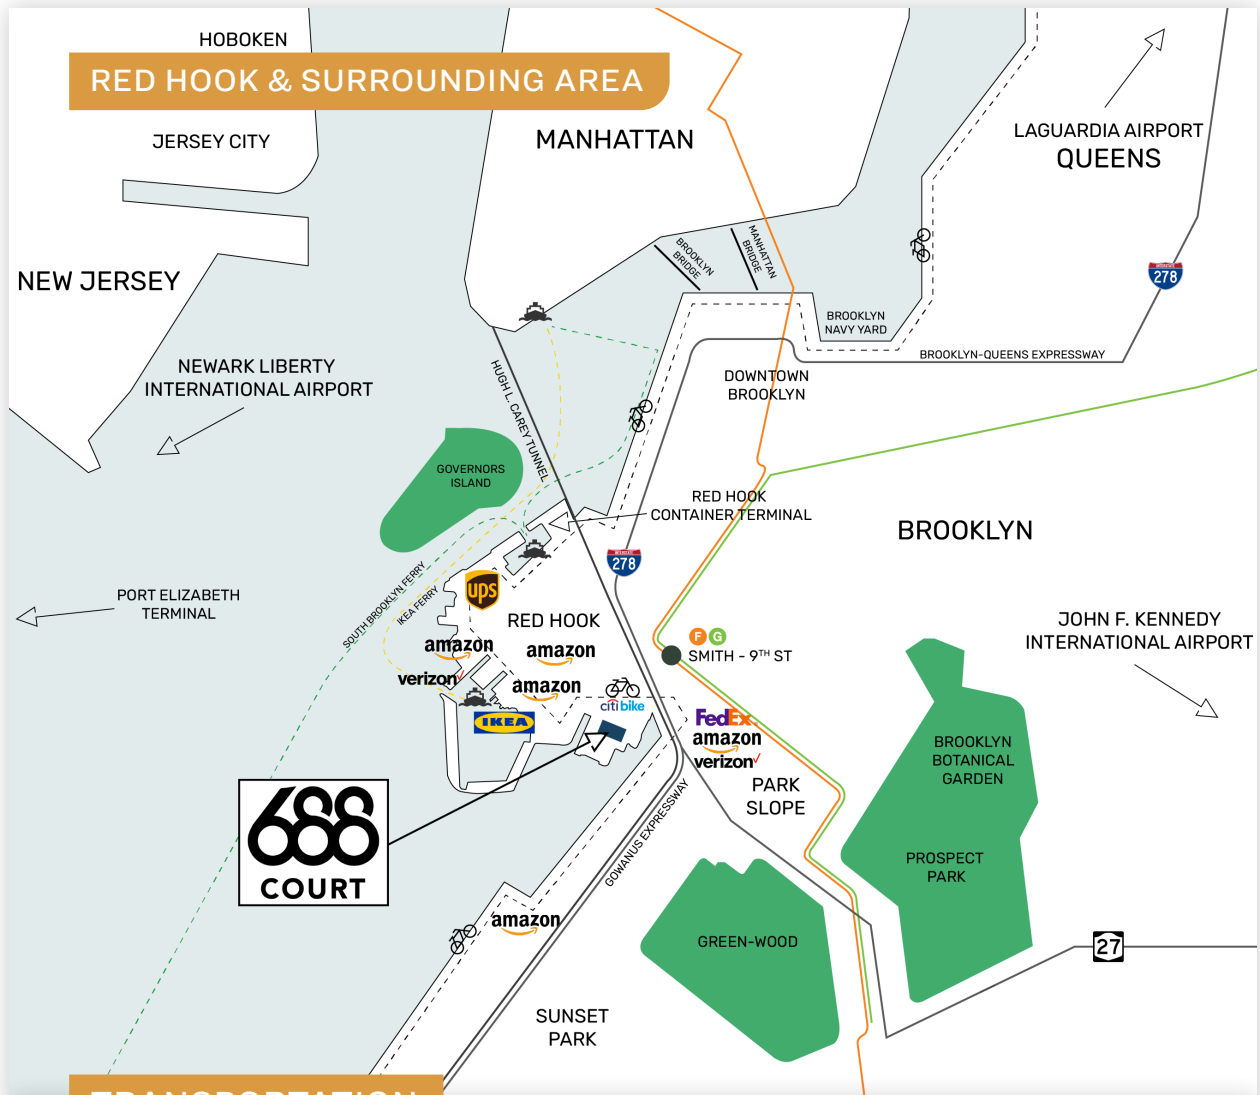 HOBOKEN
RED HOOK & SURROUNDING AREA
JERSEY CITY
MANHATTAN
LAGUARDIA AIRPORT
QUEENS
BROOKLYN
BRIDGE
MANHATTAN
BRIDGE
NEW JERSEY
278
BROOKLYN
NAVY YARD
BROOKLYN-QUEENS EXPRESSWAY
NEWARK LIBERTY
INTERNATIONAL AIRPORT
HUGH L. CAREY TUNNEL
DOWNTOWN
BROOKLYN
GOVERNORS
ISLAND
RED HOOK
CONTAINER TERMINAL
BROOKLYN
278
SOUTH BROOKLYN FERRY
IKEA FERRY
ups
PORT ELIZABETH
TERMINAL
RED HOOK
JOHN F. KENNEDY
INTERNATIONAL AIRPORT
F G
SMITH - 9TH ST
amazon
amazon
verizon
amazon
citi bike
IKEA
FedEx
amazon
verizon
PARK
SLOPE
BROOKLYN
BOTANICAL
GARDEN
688
COURT
GOWANUS EXPRESSWAY
PROSPECT
PARK
amazon
GREEN-WOOD
27
SUNSET
PARK
TRANSPORTATION